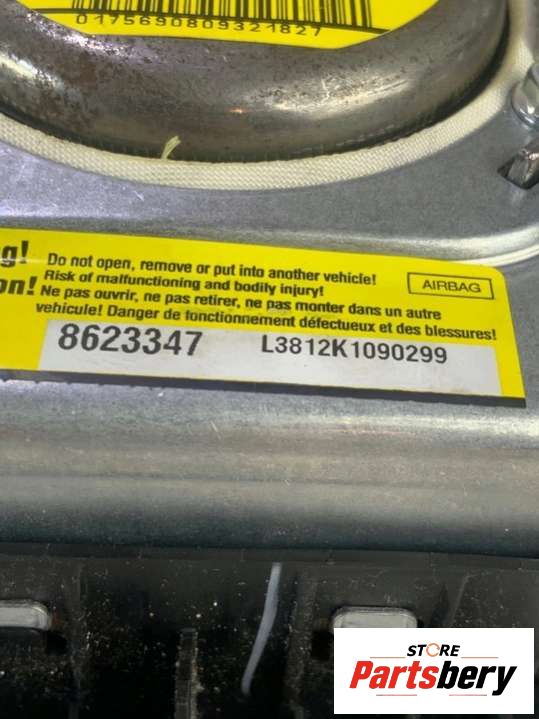 017569080932 1827
Do not open, remove or put into another vehicle!
Risk of malfunctioning and bodily injury!
Ne pas ouvrir, ne pas retirer, ne pas monter dans un autre
vehicule! Danger de fonctionnement défectueux et des blessures!
AIRBAG
8623347 L3812K1090299
STORE
Partsbery